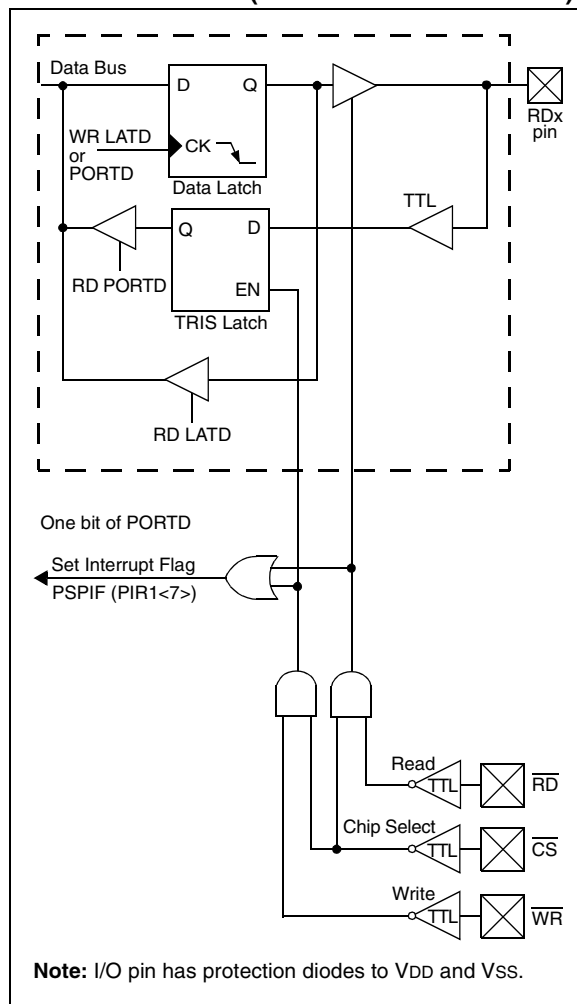 Data Bus
D
Q
RDx
pin
WR LATD
or
PORTD
CK
Data Latch
TTL
Q
D
RD PORTD
EN
TRIS Latch
RD LATD
One bit of PORTD
Set Interrupt Flag
PSPIF (PIR1<7>)
Read
TTL
RD
Chip Select
TTL
CS
Write
TTL
WR
Note: I/O pin has protection diodes to VDD and VSS.